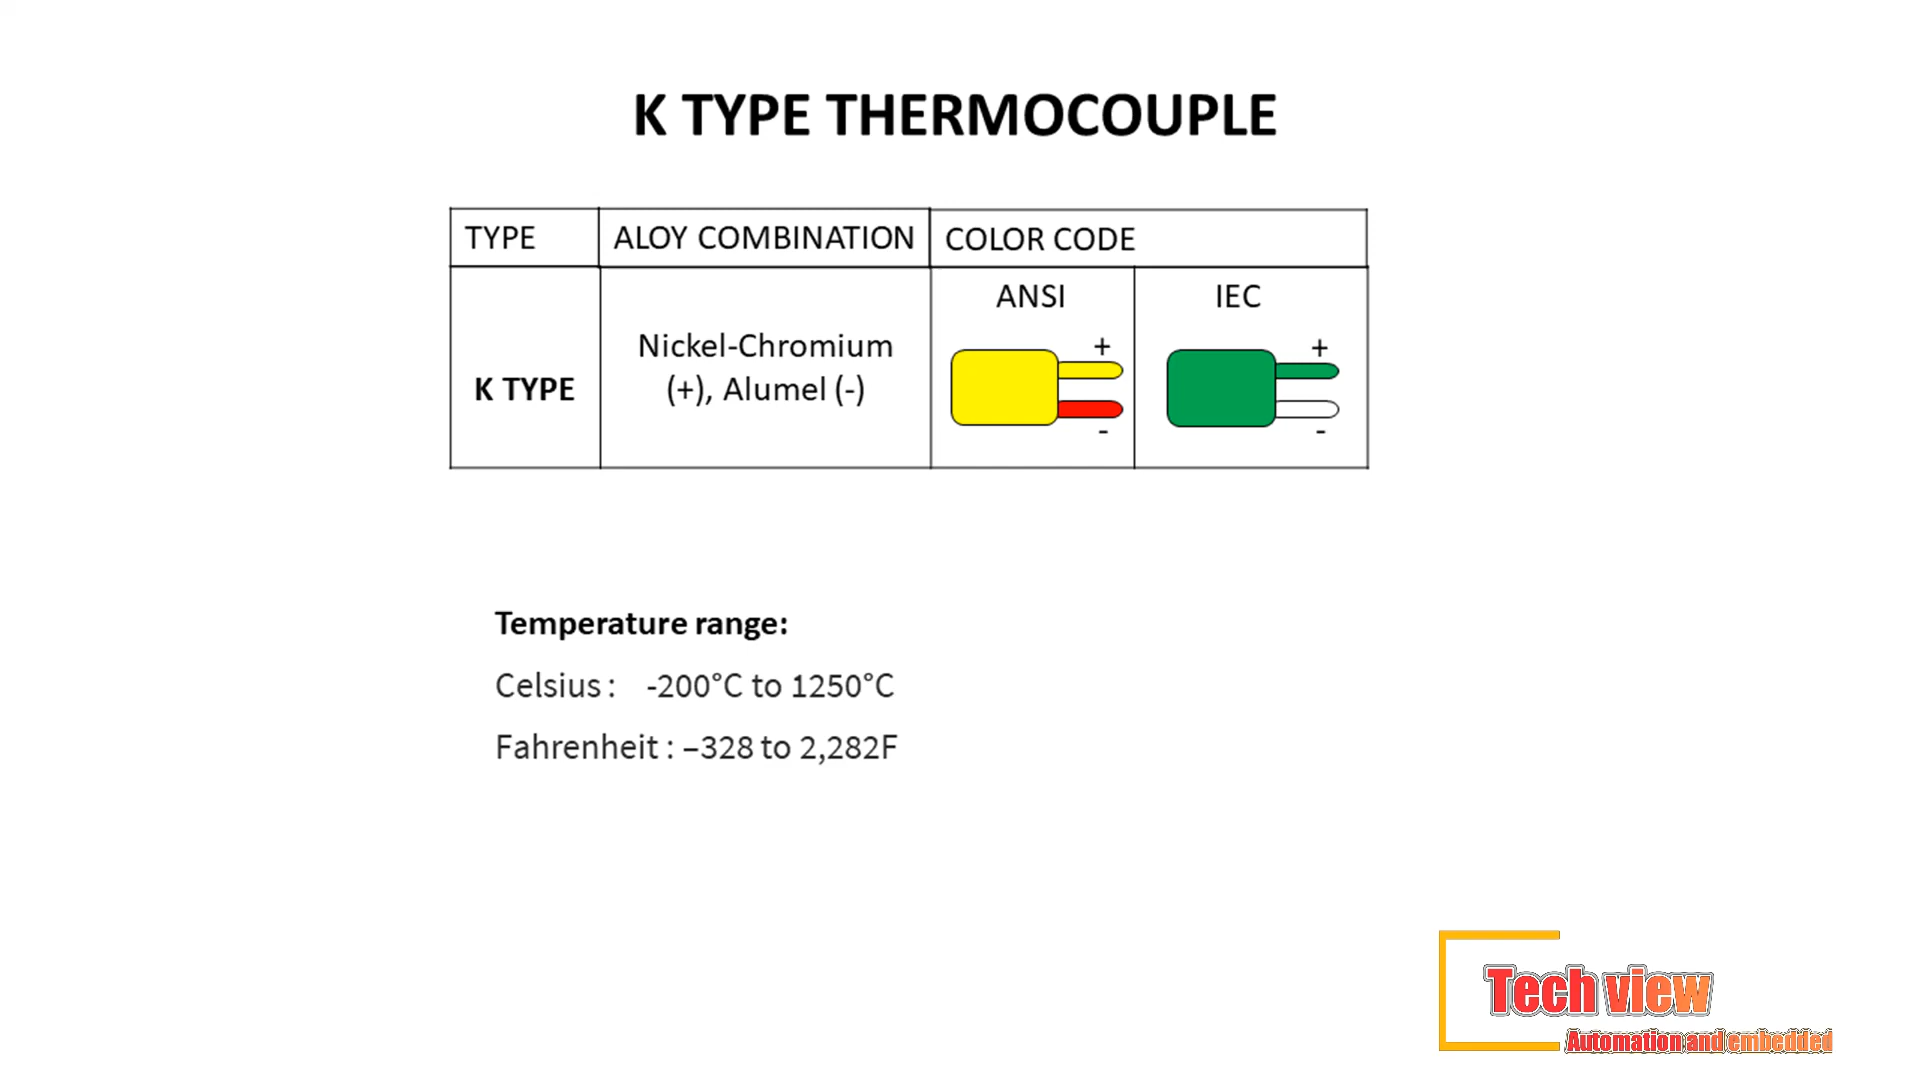 K TYPE THERMOCOUPLE
TYPE
ALOY COMBINATION
COLOR CODE
K TYPE
Nickel-Chromium
(+), Alumel (-)
ANSI
+
-
IEC
+
-
Temperature range:
Celsius : -200°C to 1250°C
Fahrenheit : –328 to 2,282F
Tech view
Automation and embedded